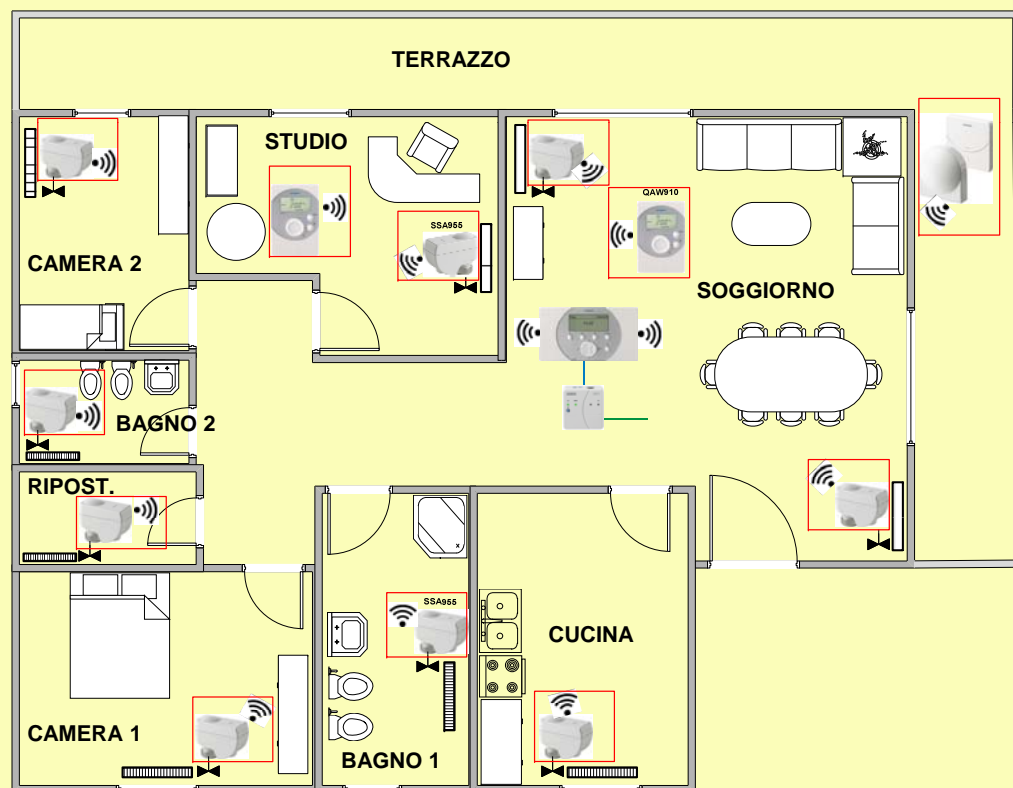 TERRAZZO
STUDIO
QAW910
SSA955
CAMERA 2
SOGGIORNO
BAGNO 2
RIPOST.
SSA955
CUCINA
CAMERA 1
BAGNO 1